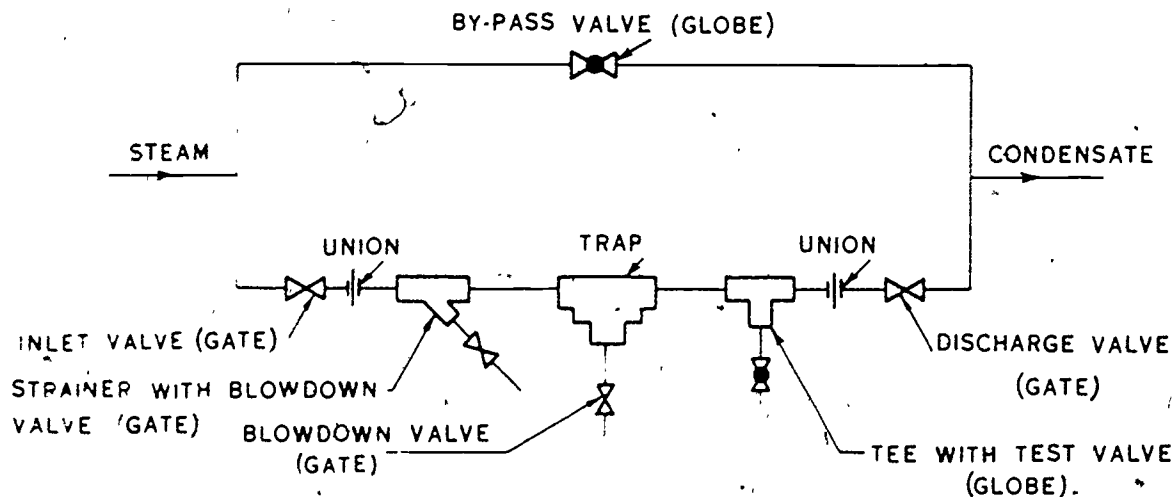 BY-PASS VALVE (GLOBE)
STEAM
CONDENSATE
UNION
TRAP
UNION
INLET VALVE (GATE)
STRAINER WITH BLOWDOWN
VALVE (GATE)
BLOWDOWN VALVE
(GATE)
DISCHARGE VALVE
(GATE)
TEE WITH TEST VALVE
(GLOBE).